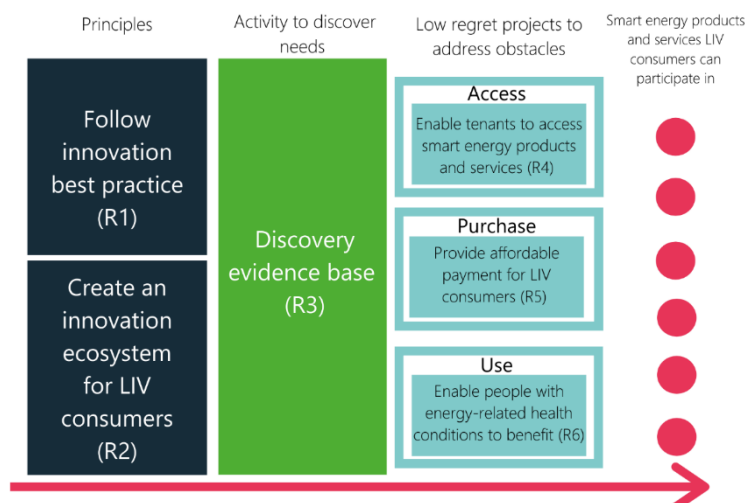 Principles
Activity to discover
needs
Low regret projects to
address obstacles
Smart energy products
and services LIV
consumers can
participate in
Follow
innovation
best practice
(R1)
Create an
innovation
ecosystem
for LIV
consumers
(R2)
Discovery
evidence base
(R3)
Access
Enable tenants to access
smart energy products
and services (R4)
Purchase
Provide affordable
payment for LIV
consumers (R5)
Use
Enable people with
energy-related health
conditions to benefit (R6)